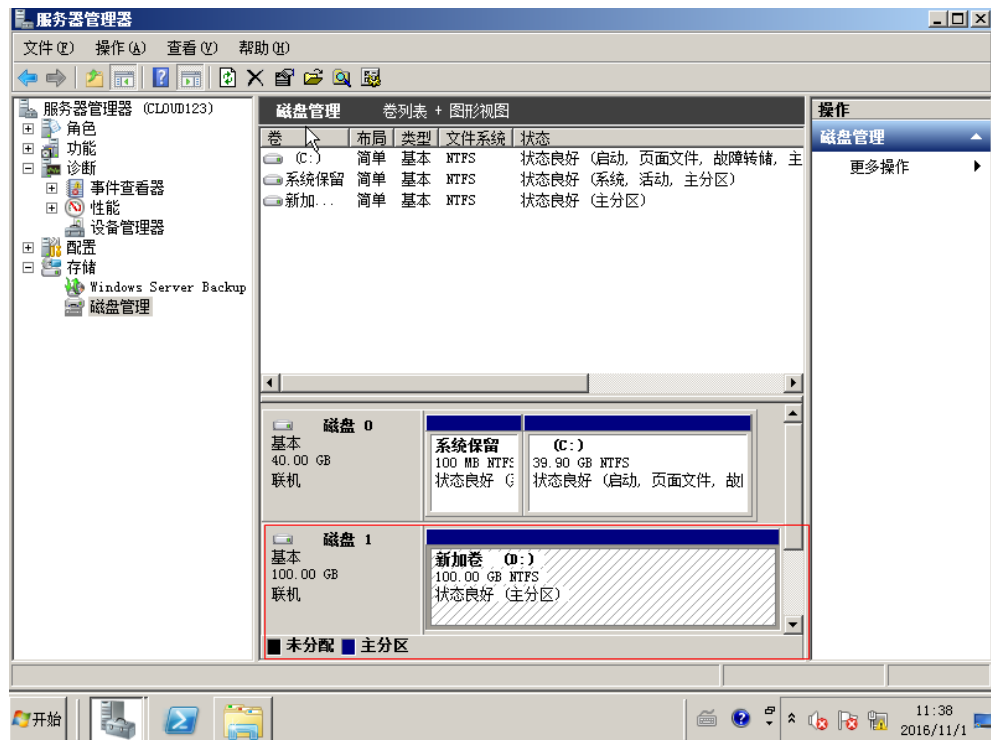 服务器管理器
文件(F) 操作(A) 查看(V) 帮助(H)
服务器管理器 (CLOUD123)
角色
功能
诊断
事件查看器
性能
设备管理器
配置
存储
Windows Server Backup
磁盘管理
磁盘管理 卷列表 + 图形视图
卷 布局 类型 文件系统 状态
(C:) 简单 基本 NTFS 状态良好 (启动, 页面文件, 故障转储, 主
系统保留 简单 基本 NTFS 状态良好 (系统, 活动, 主分区)
新加... 简单 基本 NTFS 状态良好 (主分区)
磁盘 0
基本
40.00 GB
联机
系统保留
100 MB NTFS
状态良好 (
(C:)
39.90 GB NTFS
状态良好 (启动, 页面文件, 故
磁盘 1
基本
100.00 GB
联机
新加卷 (D:)
100.00 GB NTFS
状态良好 (主分区)
未分配 主分区
操作
磁盘管理
更多操作
开始
11:38
2016/11/1